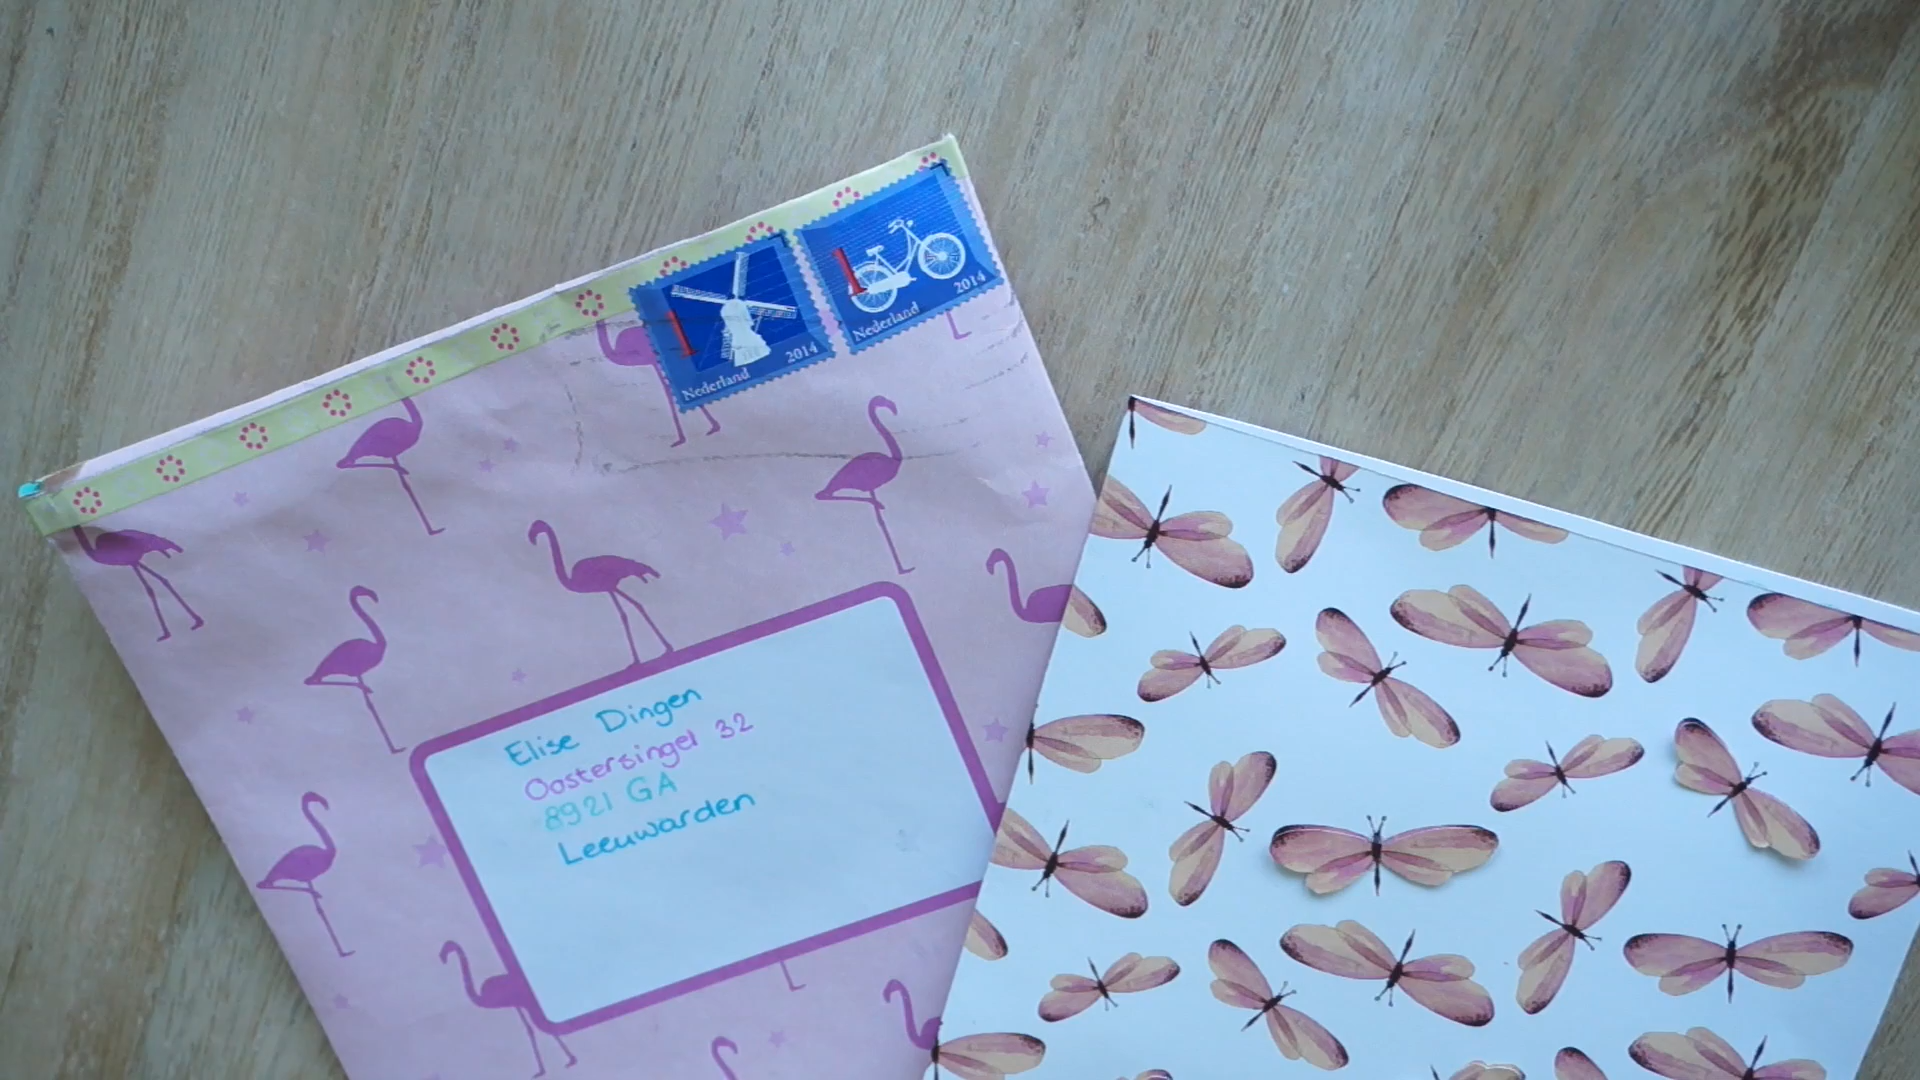 1
Nederland 2014
1
Nederland 2014
Elise Dingen
Oostersingel 32
8921 GA
Leeuwarden